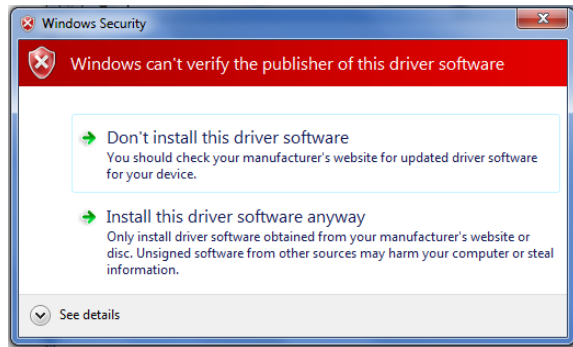 Windows Security
Windows can't verify the publisher of this driver software
Don't install this driver software
You should check your manufacturer's website for updated driver software
for your device.
Install this driver software anyway
Only install driver software obtained from your manufacturer's website or
disc. Unsigned software from other sources may harm your computer or steal
information.
See details